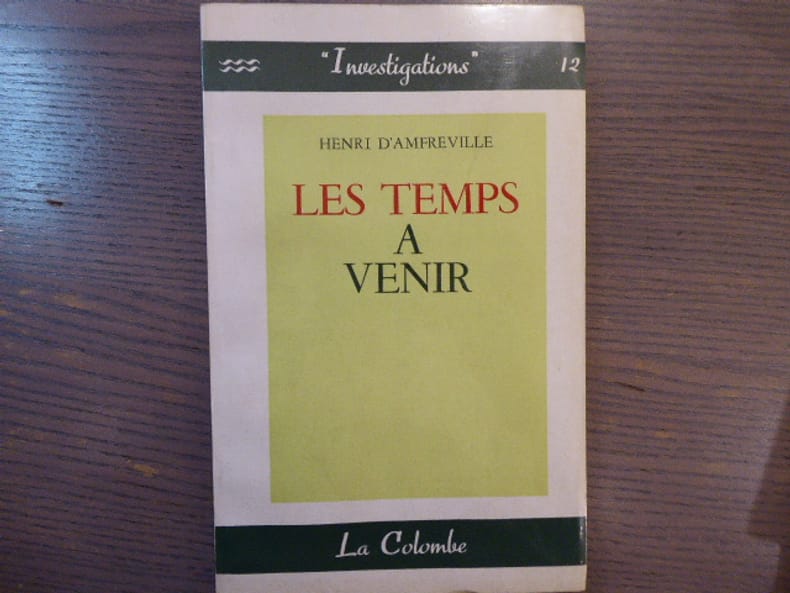 "Investigations"
12
HENRI D'AMFREVILLE
LES TEMPS
A
VENIR
La Colombe